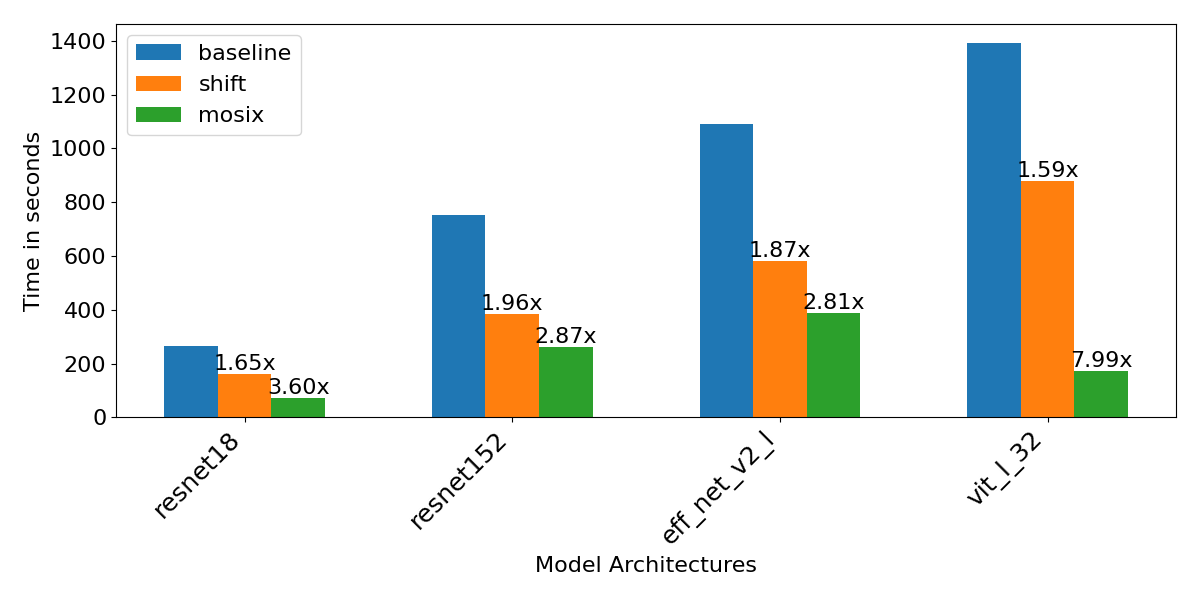 1400
1200
1000
800
600
400
200
0
Time in seconds
baseline
shift
mosix
1.65x
3.60x
1.96x
2.87x
1.87x
2.81x
1.59x
7.99x
resnet18
resnet152
eff_net_v2_l
vit_l_32
Model Architectures